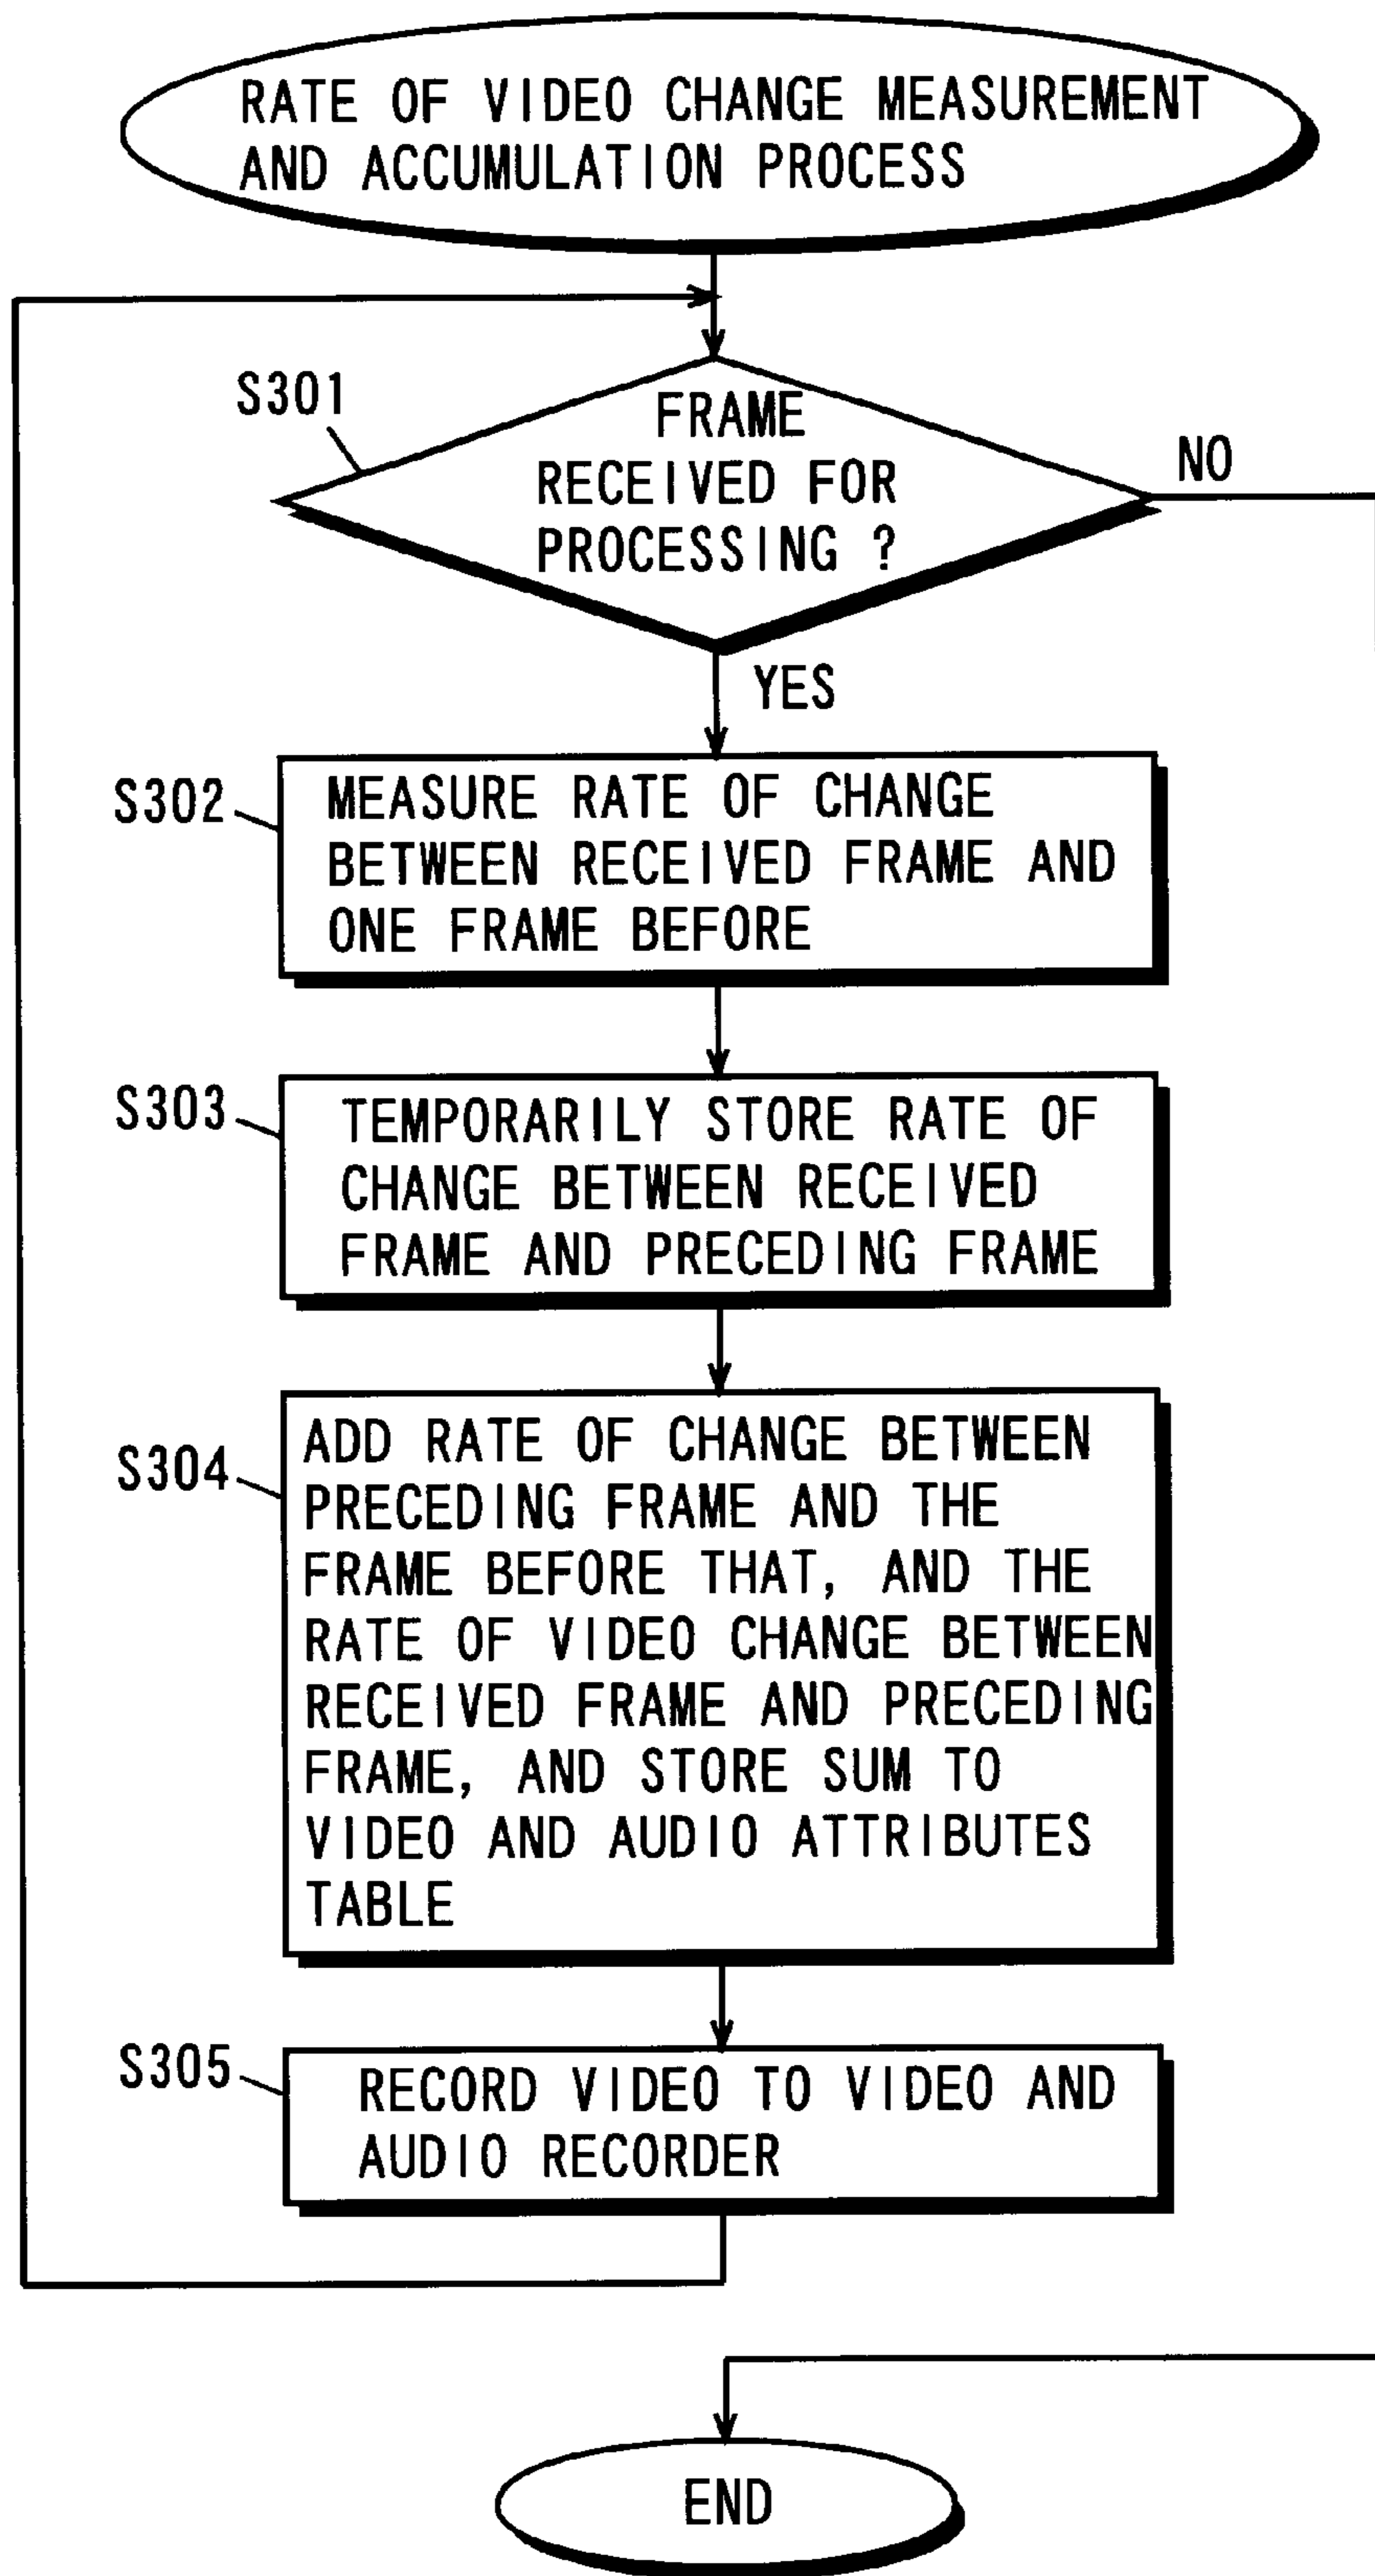 RATE OF VIDEO CHANGE MEASUREMENT
AND ACCUMULATION PROCESS
S301
FRAME
RECEIVED FOR
PROCESSING ?
NO
YES
S302
MEASURE RATE OF CHANGE
BETWEEN RECEIVED FRAME AND
ONE FRAME BEFORE
S303
TEMPORARILY STORE RATE OF
CHANGE BETWEEN RECEIVED
FRAME AND PRECEDING FRAME
S304
ADD RATE OF CHANGE BETWEEN
PRECEDING FRAME AND THE
FRAME BEFORE THAT, AND THE
RATE OF VIDEO CHANGE BETWEEN
RECEIVED FRAME AND PRECEDING
FRAME, AND STORE SUM TO
VIDEO AND AUDIO ATTRIBUTES
TABLE
S305
RECORD VIDEO TO VIDEO AND
AUDIO RECORDER
END